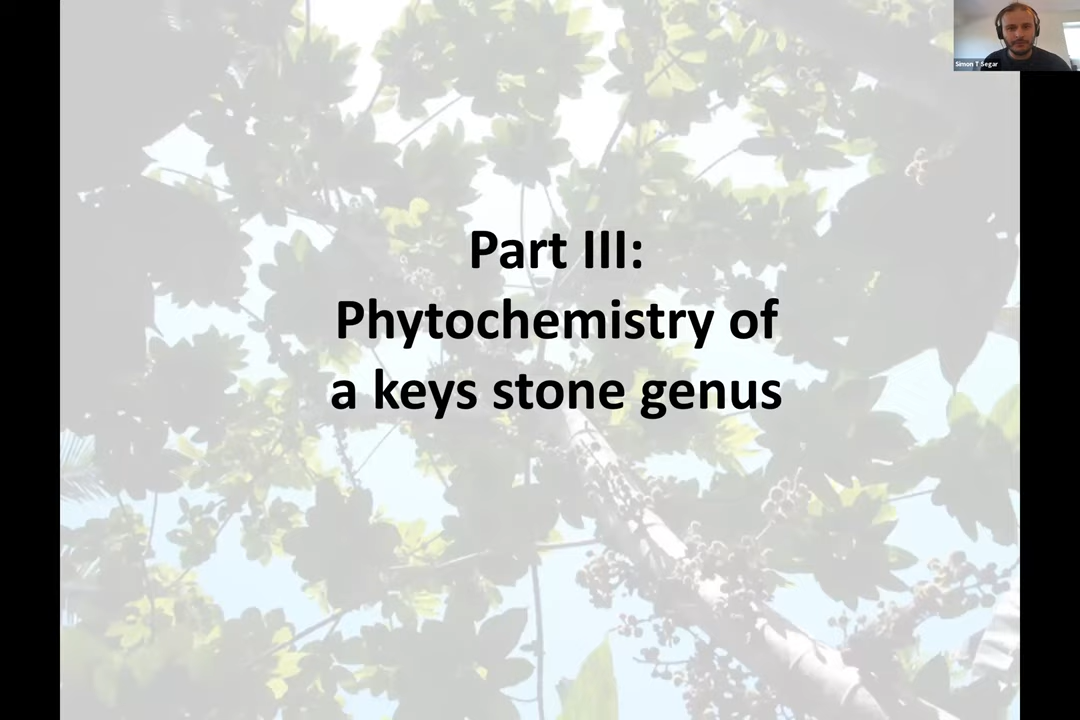 Simon T Segar
Part III:
Phytochemistry of
a keys stone genus